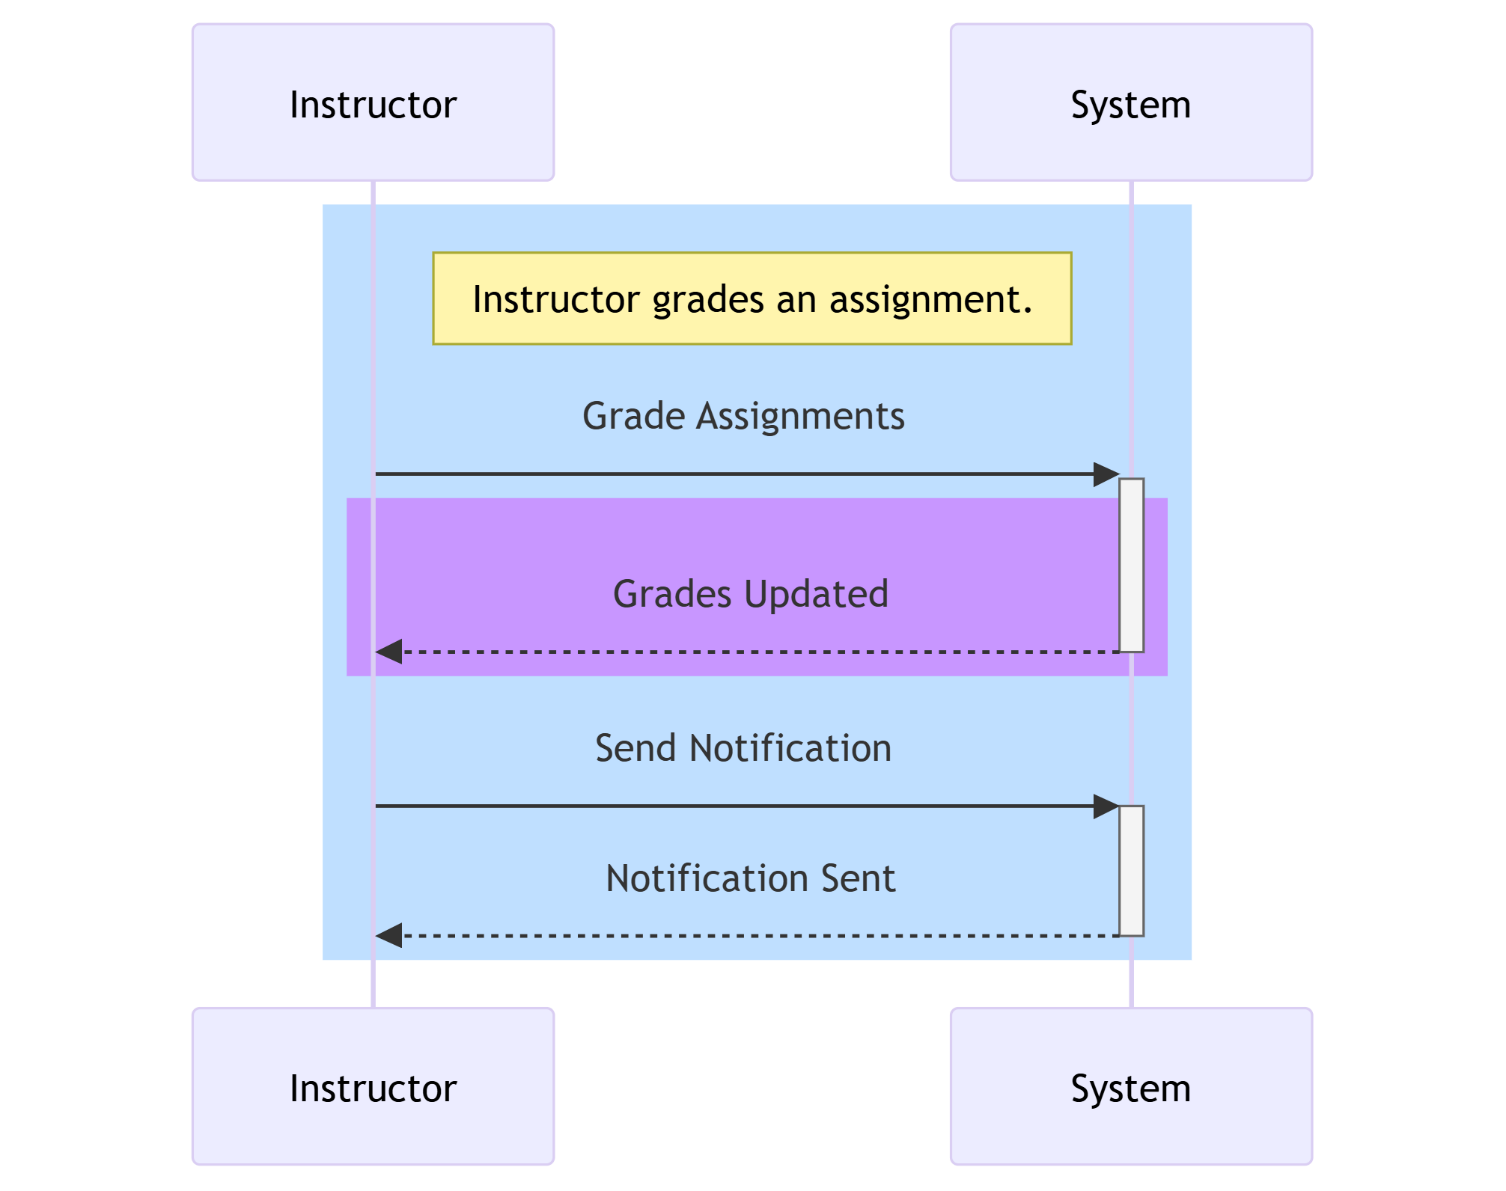 Instructor
System
Instructor grades an assignment.
Grade Assignments
Grades Updated
Send Notification
Notification Sent
Instructor
System